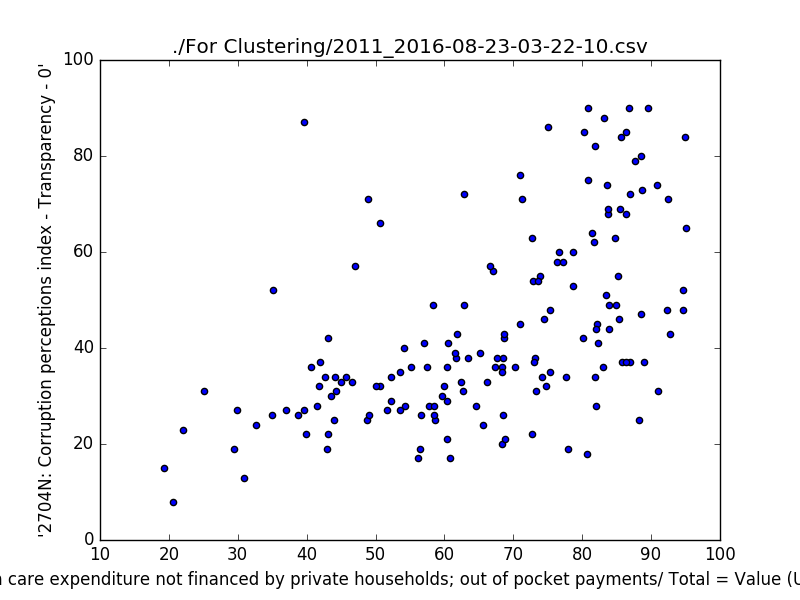 ./For Clustering/2011_2016-08-23-03-22-10.csv
'2704N: Corruption perceptions index - Transparency - 0'
100
80
60
40
20
0
10 20 30 40 50 60 70 80 90 100
care expenditure not financed by private households; out of pocket payments/ Total = Value (U